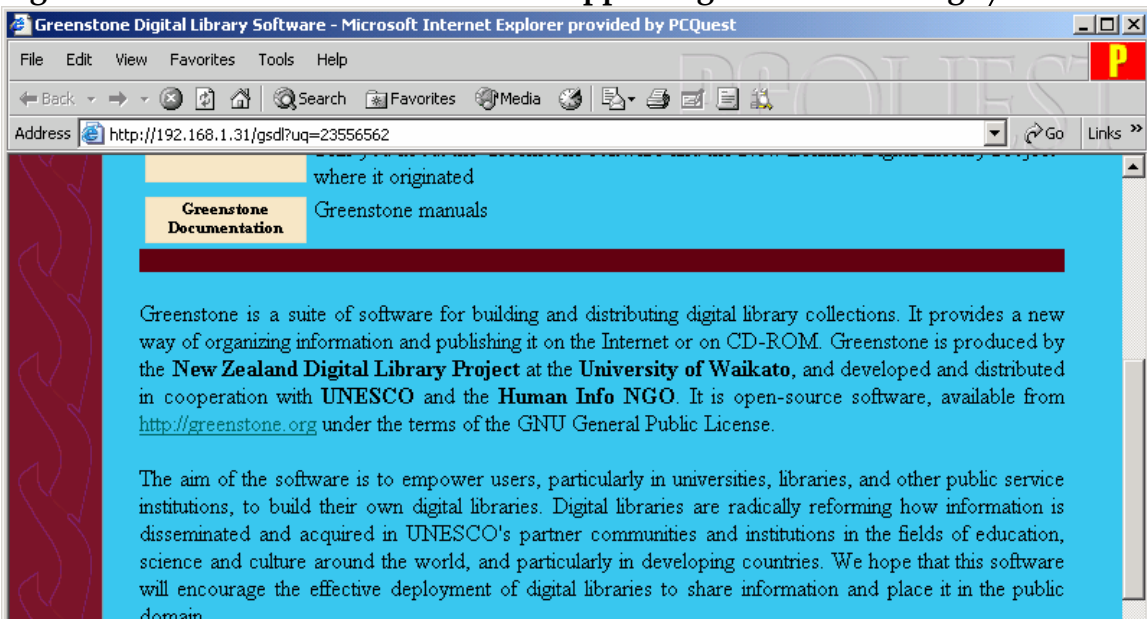 Greenstone Digital Library Software - Microsoft Internet Explorer provided by PCQuest
File Edit View Favorites Tools Help
PCQUEST
P
Back Search Favorites Media
Address http://192.168.1.31/gsdl?uq=23556562 Go Links »
where it originated
Greenstone Documentation
Greenstone manuals
Greenstone is a suite of software for building and distributing digital library collections. It provides a new
way of organizing information and publishing it on the Internet or on CD-ROM. Greenstone is produced by
the New Zealand Digital Library Project at the University of Waikato, and developed and distributed
in cooperation with UNESCO and the Human Info NGO. It is open-source software, available from
http://greenstone.org under the terms of the GNU General Public License.
The aim of the software is to empower users, particularly in universities, libraries, and other public service
institutions, to build their own digital libraries. Digital libraries are radically reforming how information is
disseminated and acquired in UNESCO's partner communities and institutions in the fields of education,
science and culture around the world, and particularly in developing countries. We hope that this software
will encourage the effective deployment of digital libraries to share information and place it in the public
domain